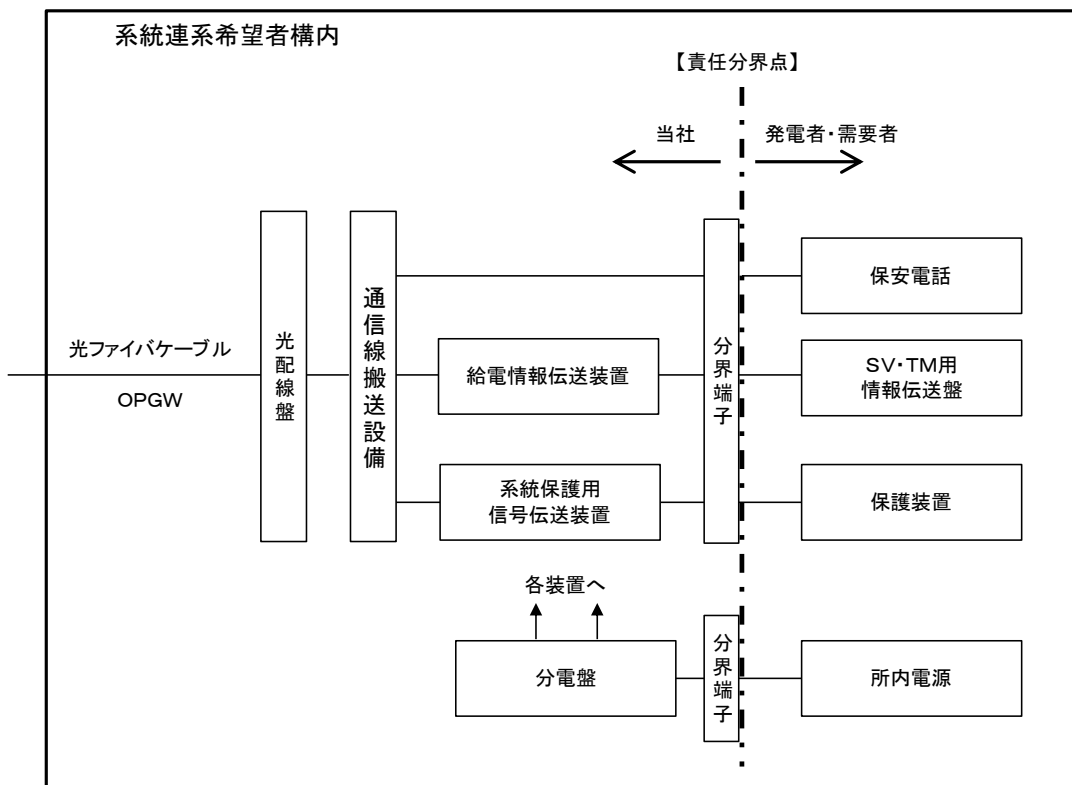 系統連系希望者構内
【責任分界点】
当社
発電者・需要者
光ファイバケーブル
OPGW
光配線盤
通信線搬送設備
給電情報伝送装置
系統保護用
信号伝送装置
分界端子
保安電話
SV・TM用
情報伝送盤
保護装置
各装置へ
分電盤
分界端子
所内電源